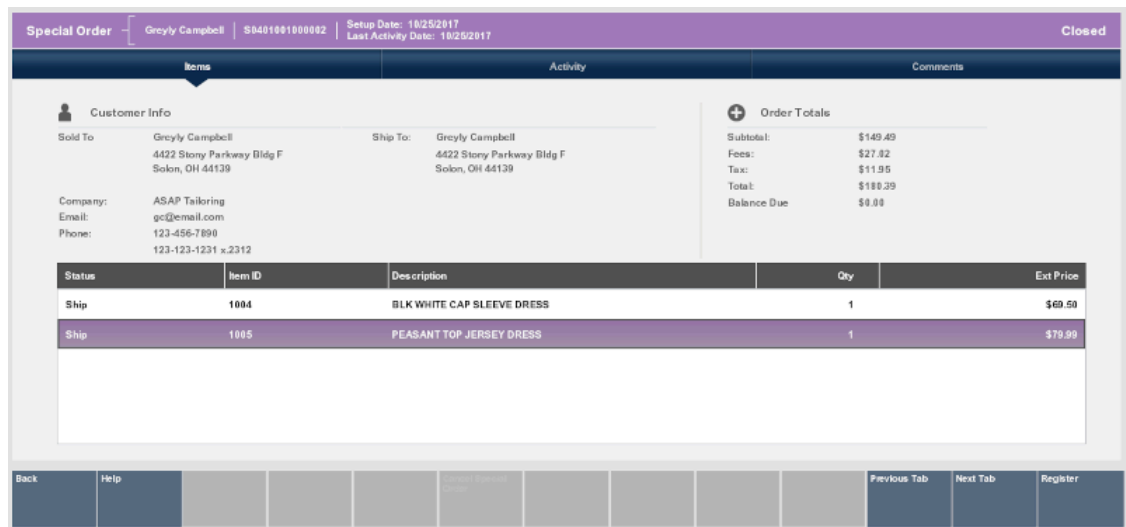 Special Order Greyly Campbell S0401001000002 Setup Date: 10/25/2017 Closed
Last Activity Date: 10/25/2017
Items Activity Comments
Customer Info Order Totals
Sold To Greyly Campbell Ship To: Greyly Campbell Subtotal: $149.49
4422 Stony Parkway Bldg F 4422 Stony Parkway Bldg F Fees: $27.02
Solon, OH 44139 Solon, OH 44139 Tax: $11.95
Total: $180.39
Company: ASAP Tailoring Balance Due $0.00
Email: gc@email.com
Phone: 123-456-7890
123-123-1231 x.2312
Status Item ID Description Qty Ext Price
Ship 1004 BLK WHITE CAP SLEEVE DRESS 1 $69.50
Ship 1005 PEASANT TOP JERSEY DRESS 1 $79.99
Back Help Cancel Special Previous Tab Next Tab Register
Order